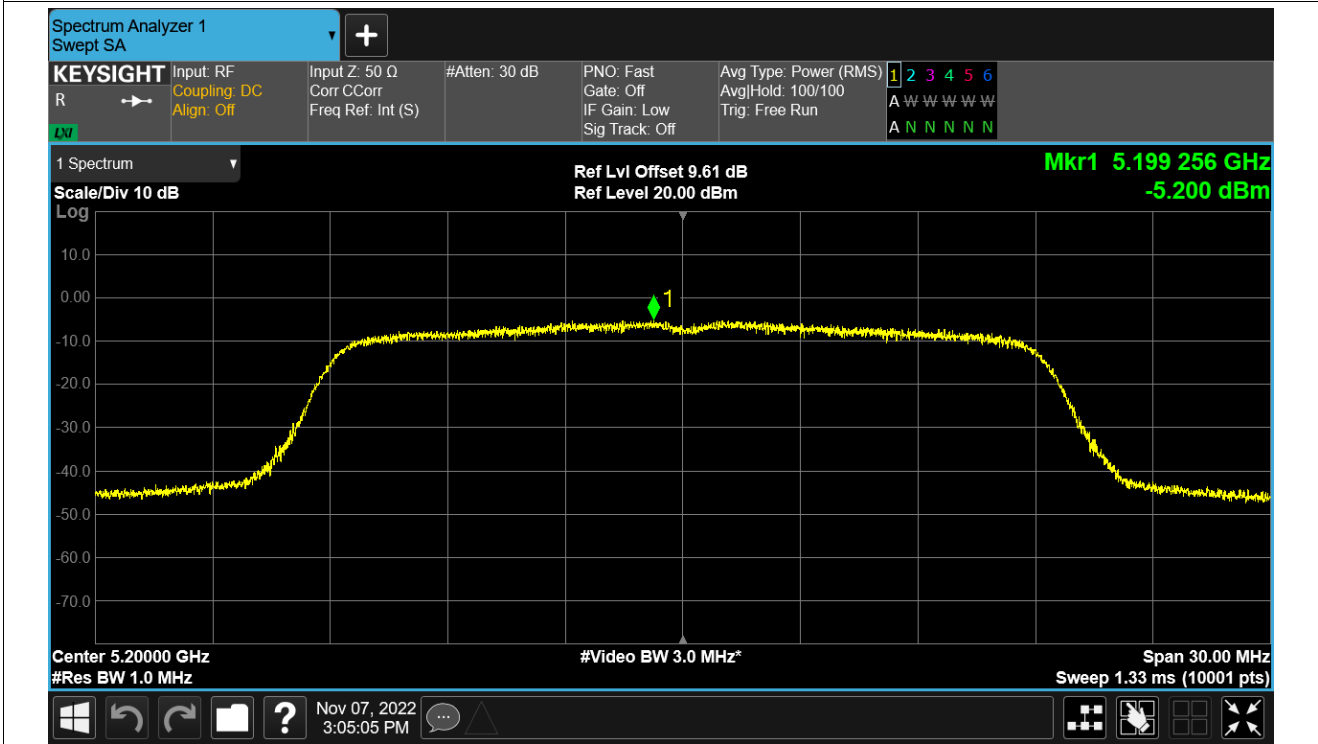 Spectrum Analyzer 1
Swept SA
KEYSIGHT
R
LXI
Input: RF
Coupling: DC
Align: Off
Input Z: 50 Ω
Corr CCorr
Freq Ref: Int (S)
#Atten: 30 dB
PNO: Fast
Gate: Off
IF Gain: Low
Sig Track: Off
Avg Type: Power (RMS)
Avg|Hold: 100/100
Trig: Free Run
1 2 3 4 5 6
A W W W W W
A N N N N N
1 Spectrum
Scale/Div 10 dB
Ref Lvl Offset 9.61 dB
Ref Level 20.00 dBm
Mkr1 5.199 256 GHz
-5.200 dBm
Log
10.0
0.00
-10.0
-20.0
-30.0
-40.0
-50.0
-60.0
-70.0
1
Center 5.20000 GHz
#Res BW 1.0 MHz
#Video BW 3.0 MHz*
Span 30.00 MHz
Sweep 1.33 ms (10001 pts)
?
Nov 07, 2022
3:05:05 PM